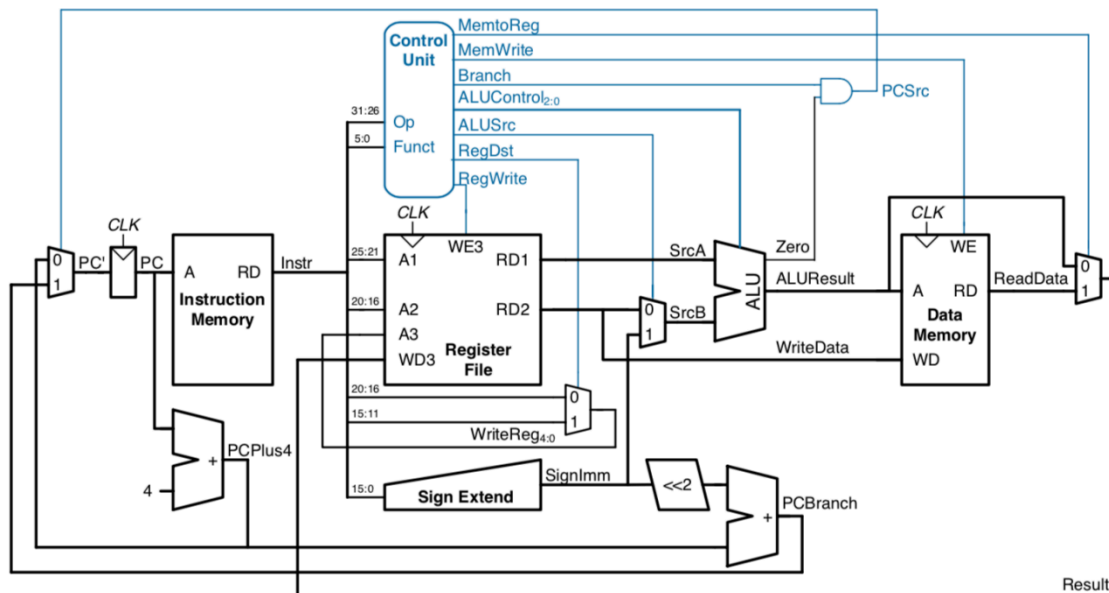 MemtoReg
Control
Unit
MemWrite
Branch
ALUControl2:0
PCSrc
31:26
Op
ALUSrc
5:0
Funct
RegDst
RegWrite
CLK
CLK
CLK
25:21
WE3
SrcA
Zero
WE
0
PC'
PC
A
RD
Instr
A1
RD1
ALU
ALUResult
0
1
Instruction
Memory
20:16
A2
RD2
0
SrcB
A
RD
ReadData
1
A3
1
Data
Memory
WD3
Register
File
WriteData
WD
20:16
0
15:11
1
WriteReg4:0
PCPlus4
+
4
15:0
Sign Extend
SignImm
<<2
PCBranch
+
Result